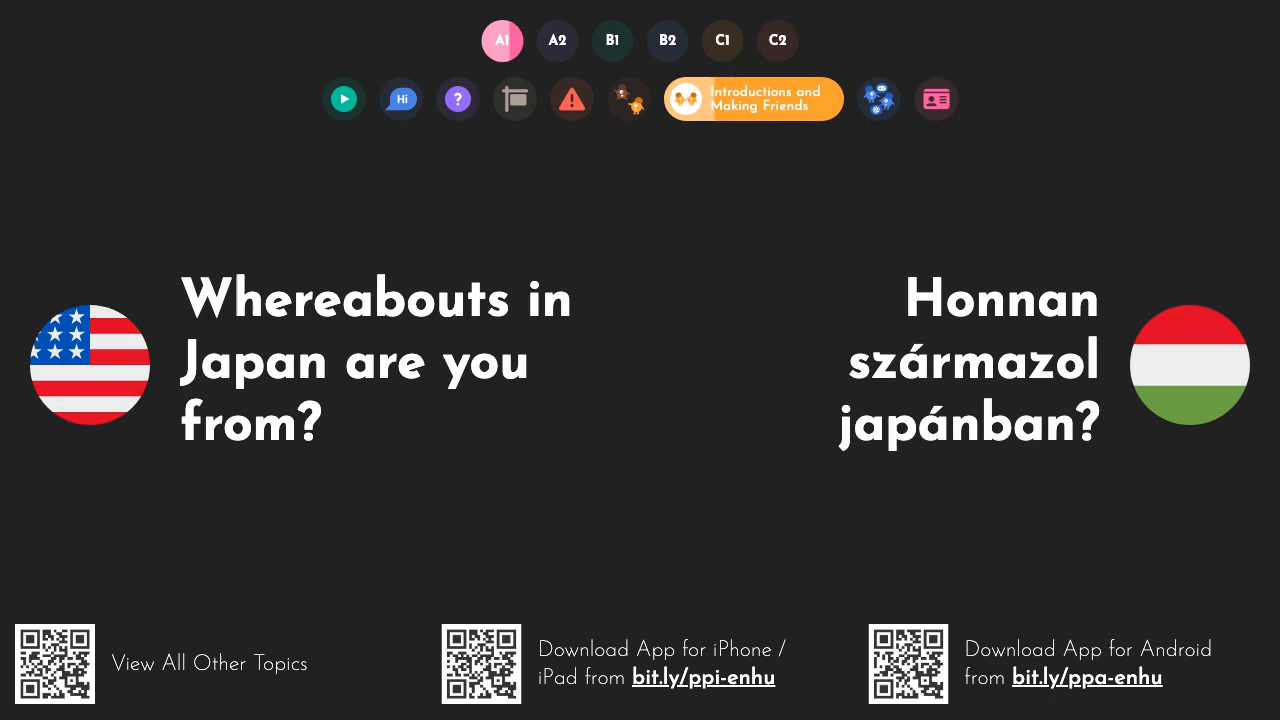 A1 A2 B1 B2 C1 C2
Hi ? Introductions and
Making Friends
Whereabouts in
Japan are you
from?
Honnan
származol
japánban?
View All Other Topics
Download App for iPhone /
iPad from bit.ly/ppi-enhu
Download App for Android
from bit.ly/ppa-enhu